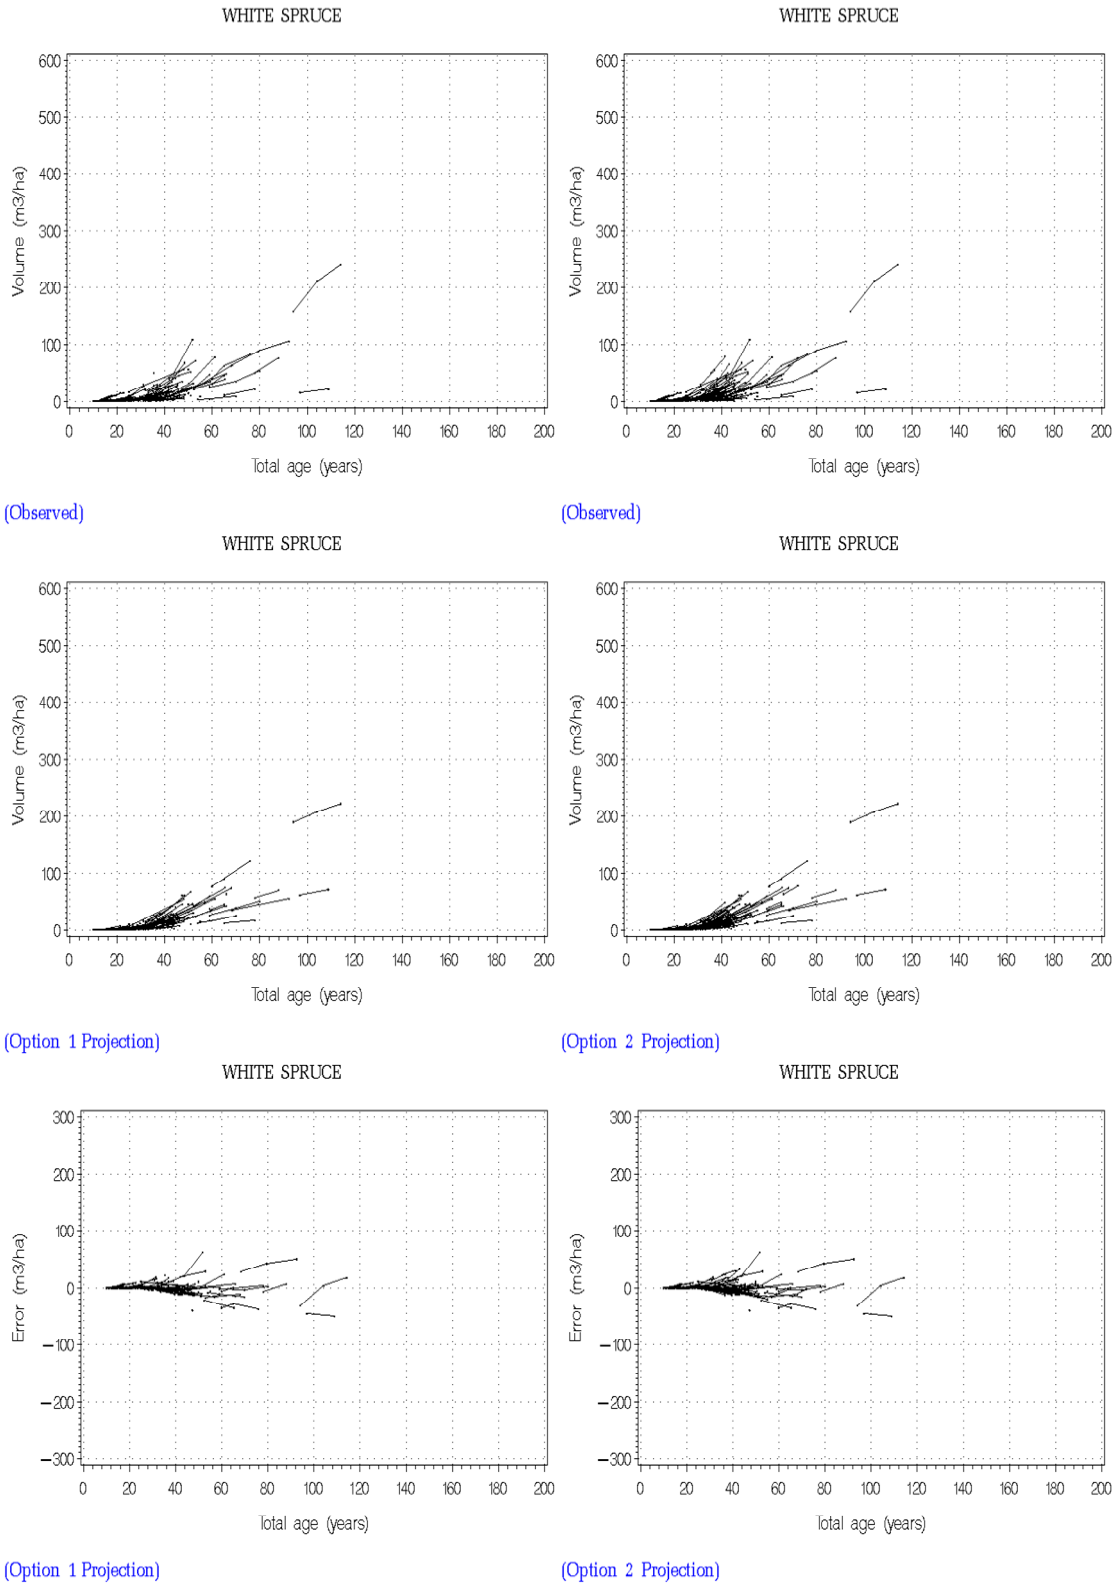 WHITE SPRUCE WHITE SPRUCE
600 600
500 500
400 400
300 300
200 200
100 100
0 0
Volume (m3/ha) Volume (m3/ha)
0 20 40 60 80 100 120 140 160 180 200 0 20 40 60 80 100 120 140 160 180 200
Total age (years) Total age (years)
(Observed) (Observed)
WHITE SPRUCE WHITE SPRUCE
600 600
500 500
400 400
300 300
200 200
100 100
0 0
Volume (m3/ha) Volume (m3/ha)
0 20 40 60 80 100 120 140 160 180 200 0 20 40 60 80 100 120 140 160 180 200
Total age (years) Total age (years)
(Option 1 Projection) (Option 2 Projection)
WHITE SPRUCE WHITE SPRUCE
300 300
200 200
100 100
0 0
−100 −100
−200 −200
−300 −300
Error (m3/ha) Error (m3/ha)
0 20 40 60 80 100 120 140 160 180 200 0 20 40 60 80 100 120 140 160 180 200
Total age (years) Total age (years)
(Option 1 Projection) (Option 2 Projection)